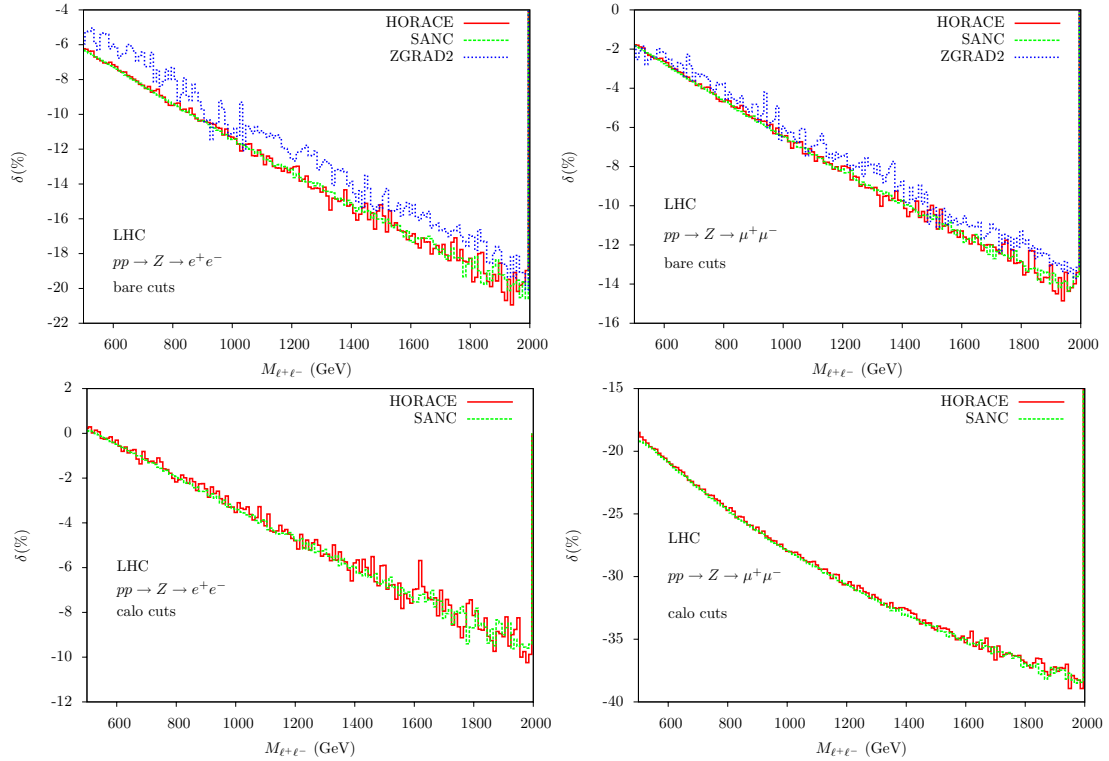 -4
-6
-8
-10
-12
-14
-16
-18
-20
-22
δ(%)
HORACE
SANC
ZGRAD2
LHC
pp → Z → e⁺e⁻
bare cuts
600 800 1000 1200 1400 1600 1800 2000
M_ℓ⁺ℓ⁻ (GeV)
0
-2
-4
-6
-8
-10
-12
-14
-16
δ(%)
HORACE
SANC
ZGRAD2
LHC
pp → Z → μ⁺μ⁻
bare cuts
600 800 1000 1200 1400 1600 1800 2000
M_ℓ⁺ℓ⁻ (GeV)
2
0
-2
-4
-6
-8
-10
-12
δ(%)
HORACE
SANC
LHC
pp → Z → e⁺e⁻
calo cuts
600 800 1000 1200 1400 1600 1800 2000
M_ℓ⁺ℓ⁻ (GeV)
-15
-20
-25
-30
-35
-40
δ(%)
HORACE
SANC
LHC
pp → Z → μ⁺μ⁻
calo cuts
600 800 1000 1200 1400 1600 1800 2000
M_ℓ⁺ℓ⁻ (GeV)